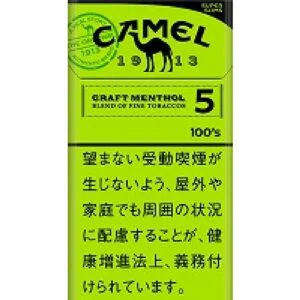 SUPER
SLIMS
CAMEL
1913
CRAFT MENTHOL 5
BLEND OF FINE TOBACCOS
100's
望まない受動喫煙が
生じないよう、屋外や
家庭でも周囲の状況
に配慮することが、健
康増進法上、義務付
けられています。